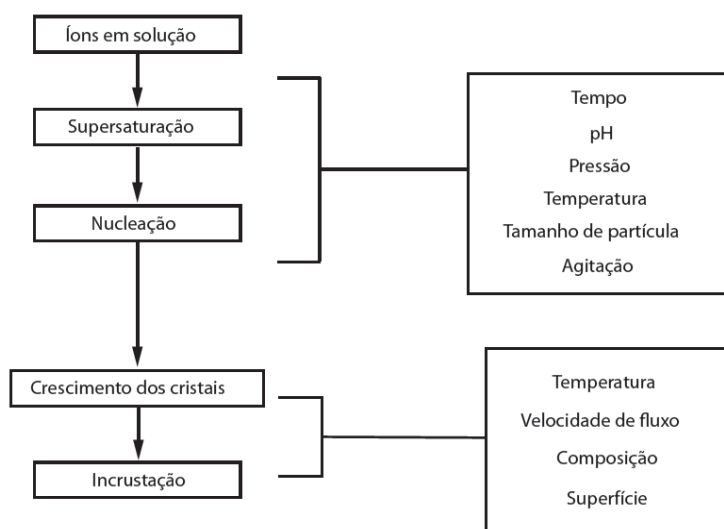 Íons em solução
Supersaturação
Nucleação
Tempo
pH
Pressão
Temperatura
Tamanho de partícula
Agitação
Crescimento dos cristais
Incrustação
Temperatura
Velocidade de fluxo
Composição
Superfície